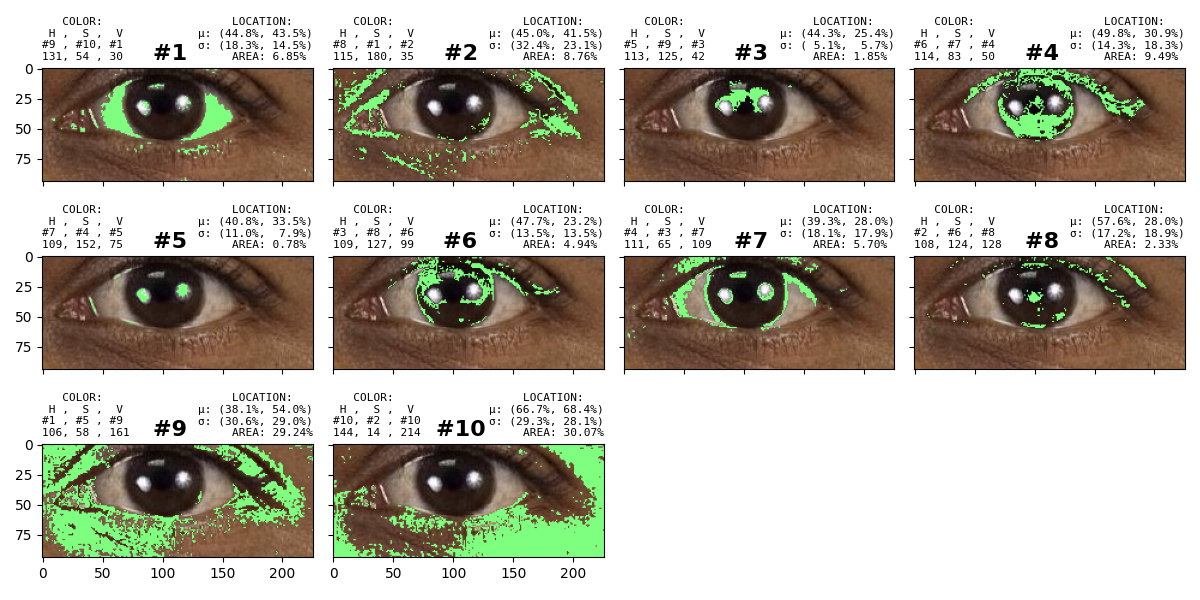 COLOR: LOCATION:
H , S , V μ: (44.8%, 43.5%)
#9 , #10, #1 #1 σ: (18.3%, 14.5%)
131, 54 , 30 AREA: 6.85%
COLOR: LOCATION:
H , S , V μ: (45.0%, 41.5%)
#8 , #1 , #2 #2 σ: (32.4%, 23.1%)
115, 180, 35 AREA: 8.76%
COLOR: LOCATION:
H , S , V μ: (44.3%, 25.4%)
#5 , #9 , #3 #3 σ: ( 5.1%, 5.7%)
113, 125, 42 AREA: 1.85%
COLOR: LOCATION:
H , S , V μ: (49.8%, 30.9%)
#6 , #7 , #4 #4 σ: (14.3%, 18.3%)
114, 83 , 50 AREA: 9.49%
0
25
50
75
COLOR: LOCATION:
H , S , V μ: (40.8%, 33.5%)
#7 , #4 , #5 #5 σ: (11.0%, 7.9%)
109, 152, 75 AREA: 0.78%
COLOR: LOCATION:
H , S , V μ: (47.7%, 23.2%)
#3 , #8 , #6 #6 σ: (13.5%, 13.5%)
109, 127, 99 AREA: 4.94%
COLOR: LOCATION:
H , S , V μ: (39.3%, 28.0%)
#4 , #3 , #7 #7 σ: (18.1%, 17.9%)
111, 65 , 109 AREA: 5.70%
COLOR: LOCATION:
H , S , V μ: (57.6%, 28.0%)
#2 , #6 , #8 #8 σ: (17.2%, 18.9%)
108, 124, 128 AREA: 2.33%
0
25
50
75
COLOR: LOCATION:
H , S , V μ: (38.1%, 54.0%)
#1 , #5 , #9 #9 σ: (30.6%, 29.0%)
106, 58 , 161 AREA: 29.24%
COLOR: LOCATION:
H , S , V μ: (66.7%, 68.4%)
#10, #2 , #10 #10 σ: (29.3%, 28.1%)
144, 14 , 214 AREA: 30.07%
0
25
50
75
0 50 100 150 200
0 50 100 150 200